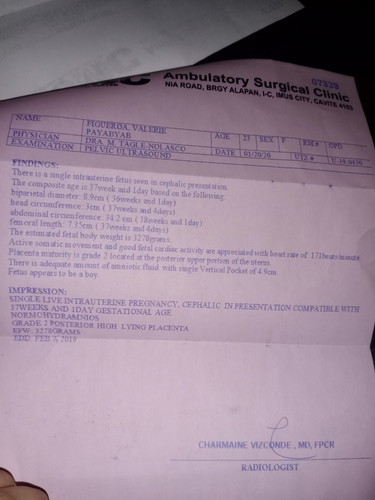 07339
Ambulatory Surgical Clinic
NIA ROAD, BRGY ALAPAN, I-C, IMUS CITY, CAVITE 4103
NAME FIGUEROA, VALERIE PAYABYAB AGE 23 SEX F RM# OPD
PHYSICIAN DRA. M. TAGLE-NOLASCO
EXAMINATION PELVIC ULTRASOUND DATE 01/20/20 UTZ #
FINDINGS:
There is a single intrauterine fetus seen in cephalic presentation.
The composite age is 37week and 1day based on the following:
biparietal diameter: 8.9cm ( 36weeks and 1day)
head circumference: 3cm ( 37weeks and 4days)
abdominal circumference: 34.2 cm (38weeks and 1day)
femoral length: 7.35cm ( 37weeks and 4days)
The estimated fetal body weight is 3278grams.
Active somatic movement and good fetal cardiac activity are appreciated with heart rate of 171beats/minute.
Placenta maturity is grade 2 located at the posterior upper portion of the uterus.
There is adequate amount of amniotic fluid with single Vertical Pocket of 4.9cm.
Fetus appears to be a boy.
IMPRESSION:
SINGLE LIVE INTRAUTERINE PREGNANCY, CEPHALIC IN PRESENTATION COMPATIBLE WITH
37WEEKS AND 1DAY GESTATIONAL AGE
NORMOHYDRAMNIOS
GRADE 2 POSTERIOR HIGH LYING PLACENTA
EFW: 3278GRAMS
EDD: FEB 2019
CHARMAINE VIZCONDE , MD, FPCR
RADIOLOGIST